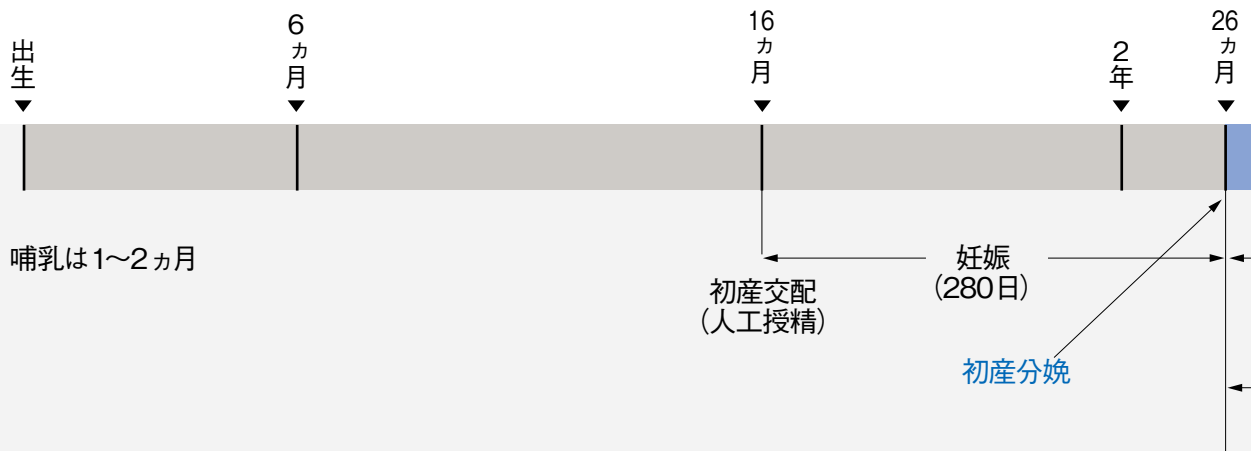 出生
6ヵ月
16ヵ月
2年
26ヵ月
哺乳は1〜2ヵ月
初産交配
(人工授精)
妊娠
(280日)
初産分娩